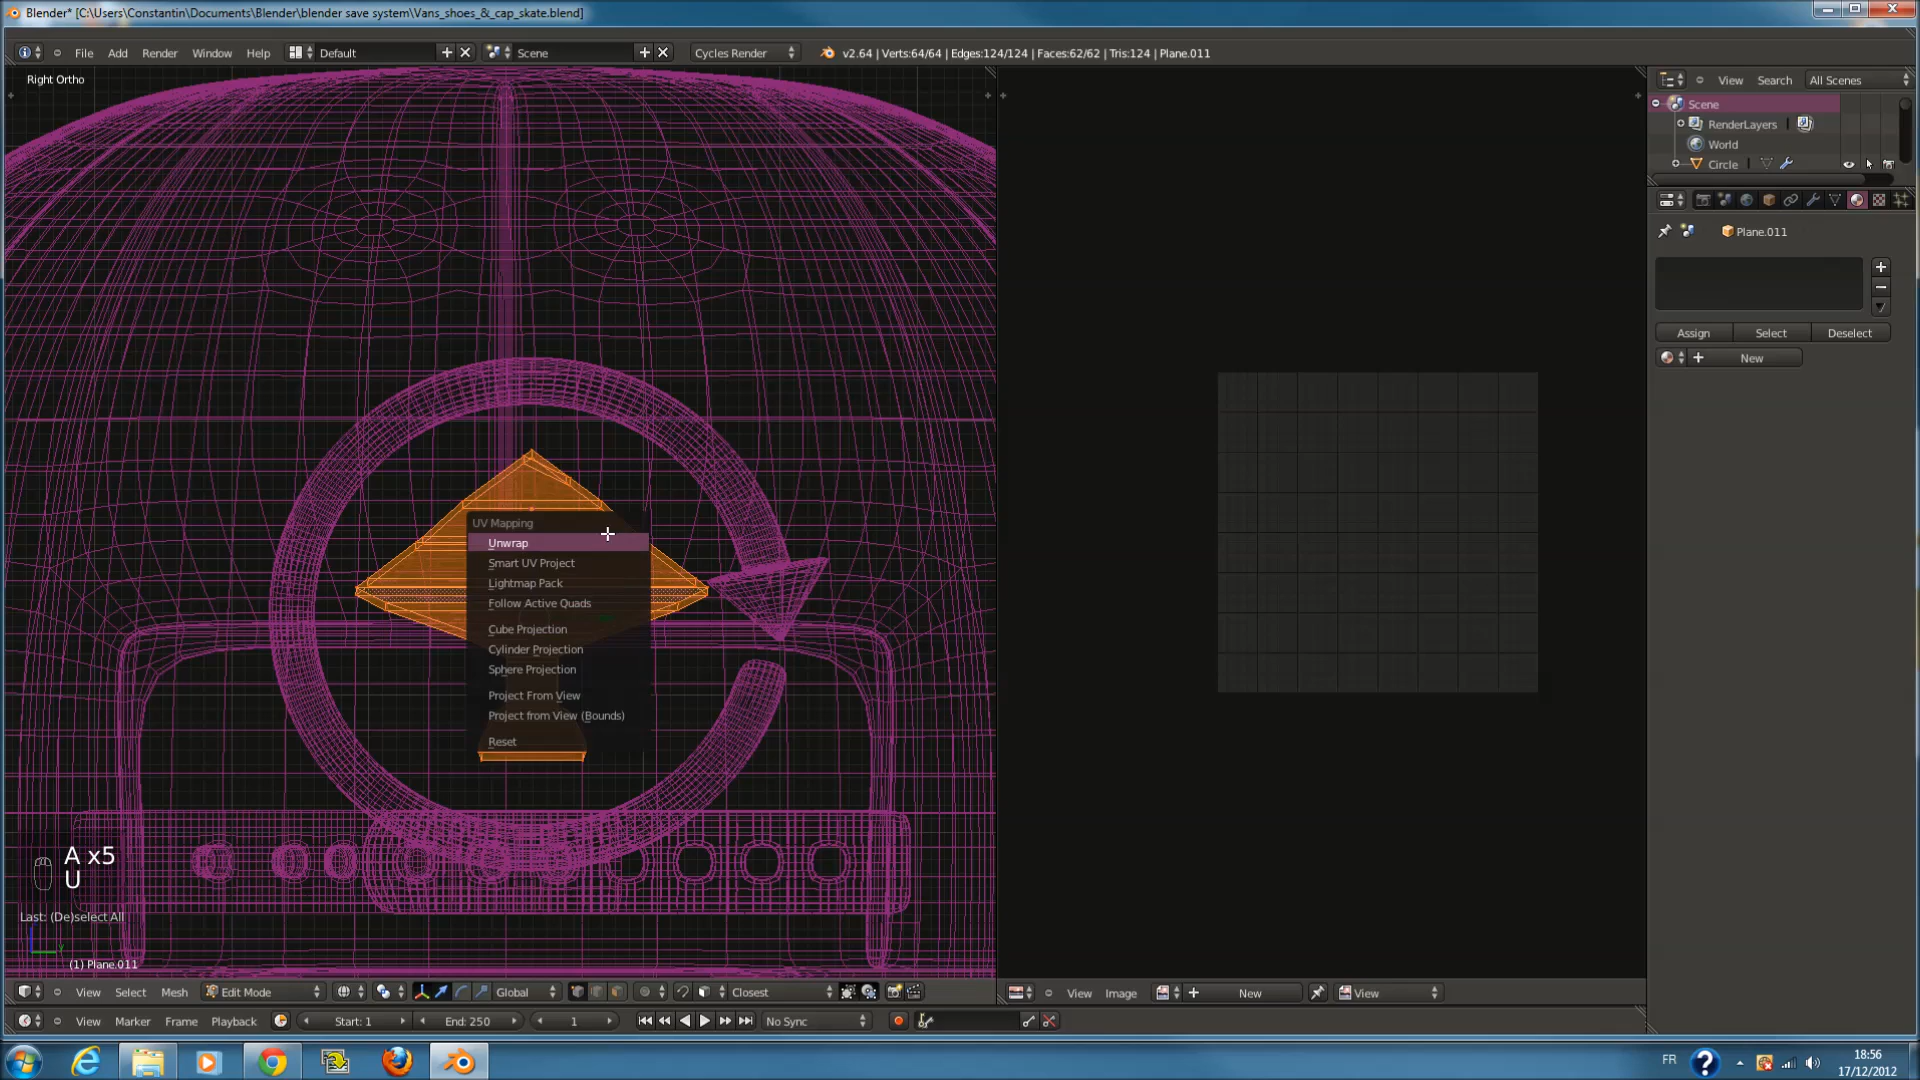 Blender* [C:\Users\Constantin\Documents\Blender\blender save system\Vans_shoes_&_cap_skate.blend]
File Add Render Window Help Default Scene Cycles Render v2.64 | Verts:64/64 | Edges:124/124 | Faces:62/62 | Tris:124 | Plane.011
Right Ortho
View Search All Scenes
Scene
RenderLayers
World
Circle
Plane.011
Assign Select Deselect
New
UV Mapping
Unwrap
Smart UV Project
Lightmap Pack
Follow Active Quads
Cube Projection
Cylinder Projection
Sphere Projection
Project From View
Project from View (Bounds)
Reset
A x5
U
Last: (De)select All
y
(1) Plane.011
View Select Mesh Edit Mode Global Closest
View Image New View
View Marker Frame Playback Start: 1 End: 250 1 No Sync
FR
18:56
17/12/2012